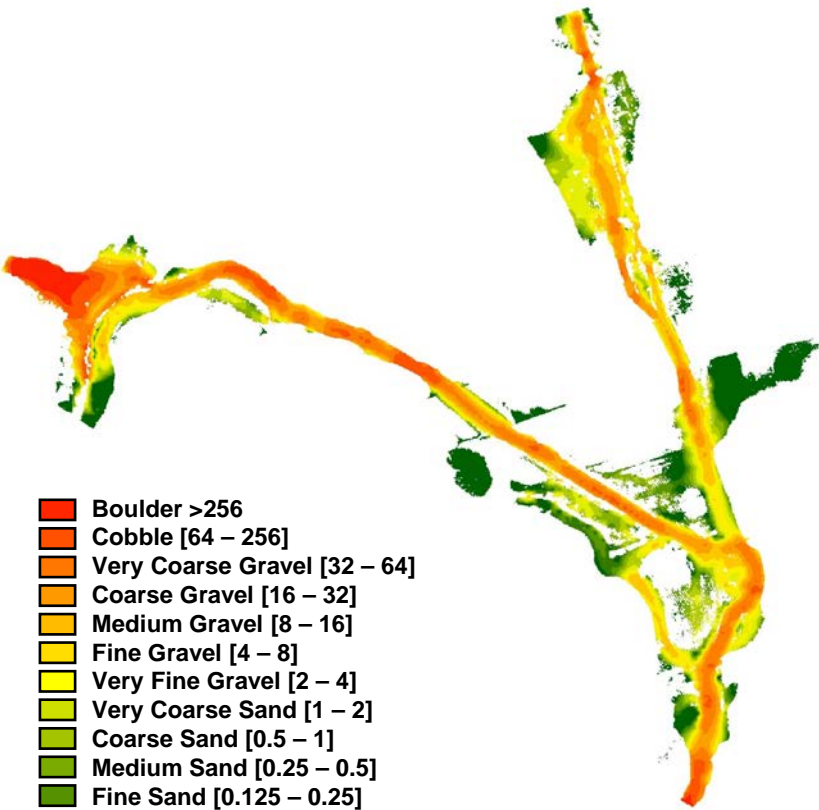 Boulder >256
Cobble [64 – 256]
Very Coarse Gravel [32 – 64]
Coarse Gravel [16 – 32]
Medium Gravel [8 – 16]
Fine Gravel [4 – 8]
Very Fine Gravel [2 – 4]
Very Coarse Sand [1 – 2]
Coarse Sand [0.5 – 1]
Medium Sand [0.25 – 0.5]
Fine Sand [0.125 – 0.25]